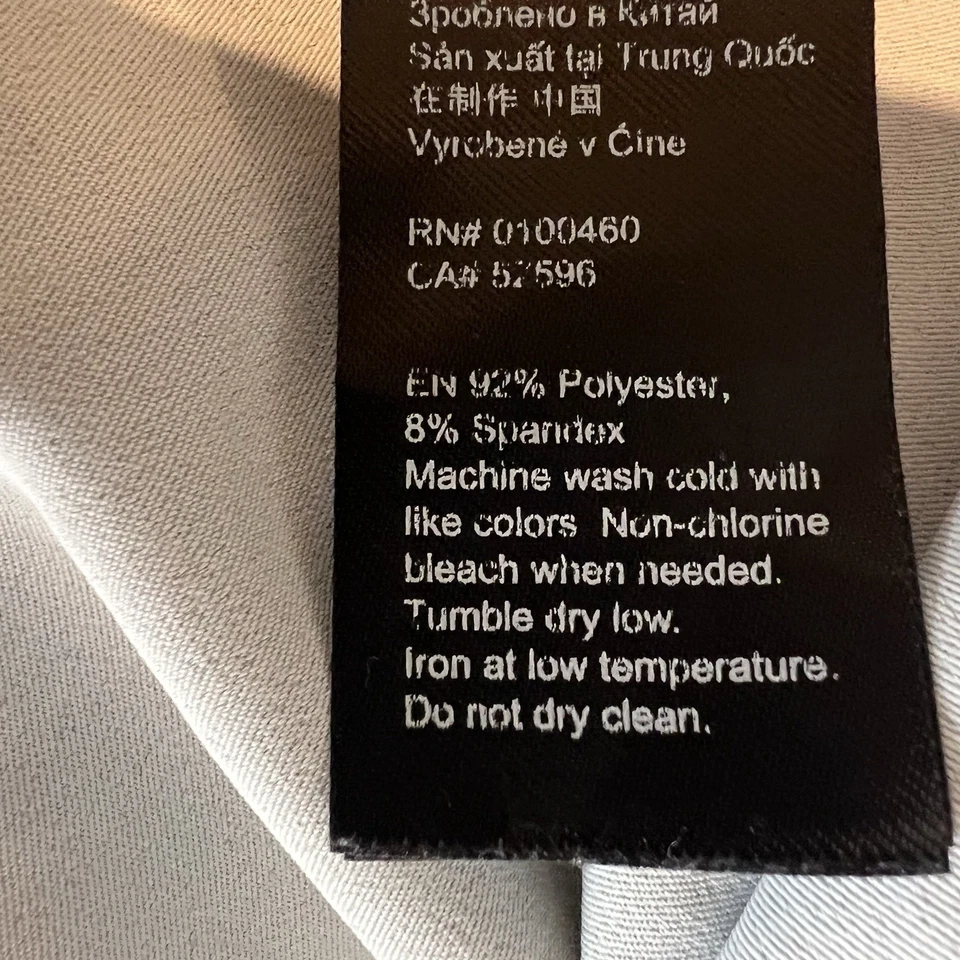 Зроблено в Китай
Sản xuất tại Trung Quốc
在制作 中国
Vyrobené v Číne
RN# 0100460
CA# 57596
EN 92% Polyester,
8% Spandex
Machine wash cold with
like colors Non-chlorine
bleach when needed.
Tumble dry low.
Iron at low temperature.
Do not dry clean.